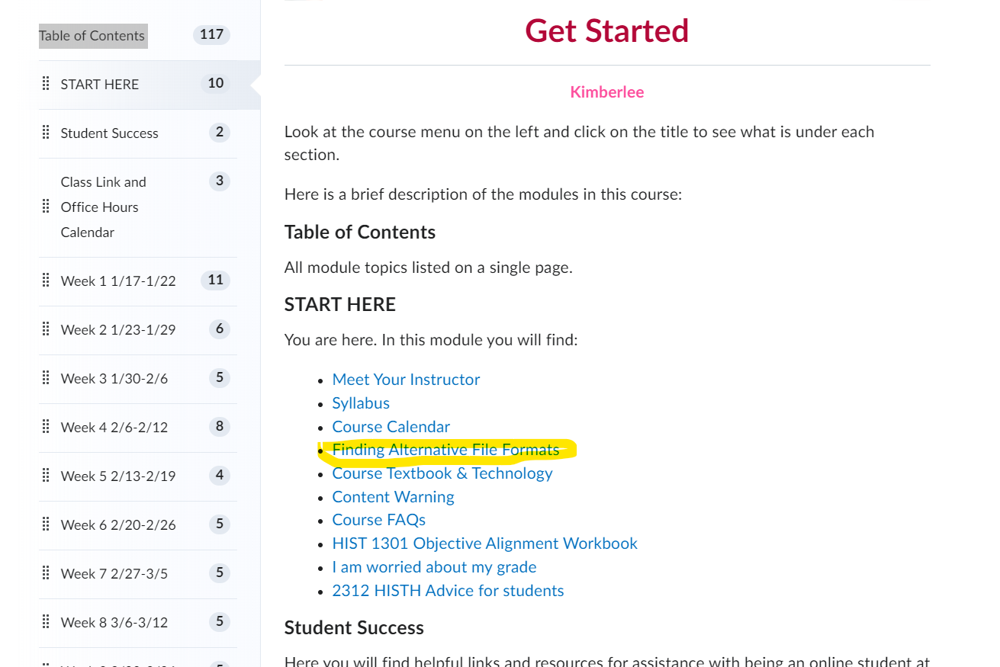 Table of Contents 117
START HERE 10
Student Success 2
Class Link and 3
Office Hours
Calendar
Week 1 1/17-1/22 11
Week 2 1/23-1/29 6
Week 3 1/30-2/6 5
Week 4 2/6-2/12 8
Week 5 2/13-2/19 4
Week 6 2/20-2/26 5
Week 7 2/27-3/5 5
Week 8 3/6-3/12 5
Get Started
Kimberlee
Look at the course menu on the left and click on the title to see what is under each
section.
Here is a brief description of the modules in this course:
Table of Contents
All module topics listed on a single page.
START HERE
You are here. In this module you will find:
Meet Your Instructor
Syllabus
Course Calendar
Finding Alternative File Formats
Course Textbook & Technology
Content Warning
Course FAQs
HIST 1301 Objective Alignment Workbook
I am worried about my grade
2312 HISTH Advice for students
Student Success
Here you will find helpful links and resources for assistance with being an online student at